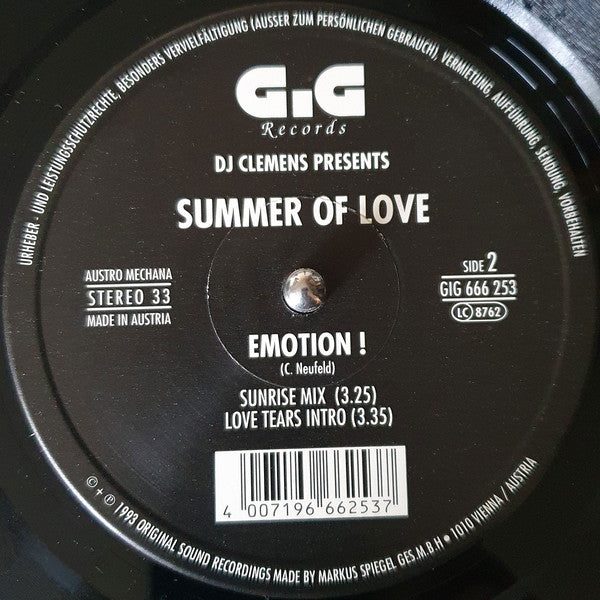 URHEBER - UND LEISTUNGSSCHUTZRECHTE, BESONDERS VERVIELFÄLTIGUNG (AUSSER ZUM PERSÖNLICHEN GEBRAUCH), VERMIETUNG, AUFFÜHRUNG, SENDUNG, VORBEHALTEN
GiG
Records
DJ CLEMENS PRESENTS
SUMMER OF LOVE
AUSTRO MECHANA
STEREO 33
MADE IN AUSTRIA
SIDE 2
GIG 666 253
LC 8762
EMOTION !
(C. Neufeld)
SUNRISE MIX (3.25)
LOVE TEARS INTRO (3.35)
4 007196 662537
© + ℗ 1993 ORIGINAL SOUND RECORDINGS MADE BY MARKUS SPIEGEL GES.M.B.H • 1010 VIENNA / AUSTRIA